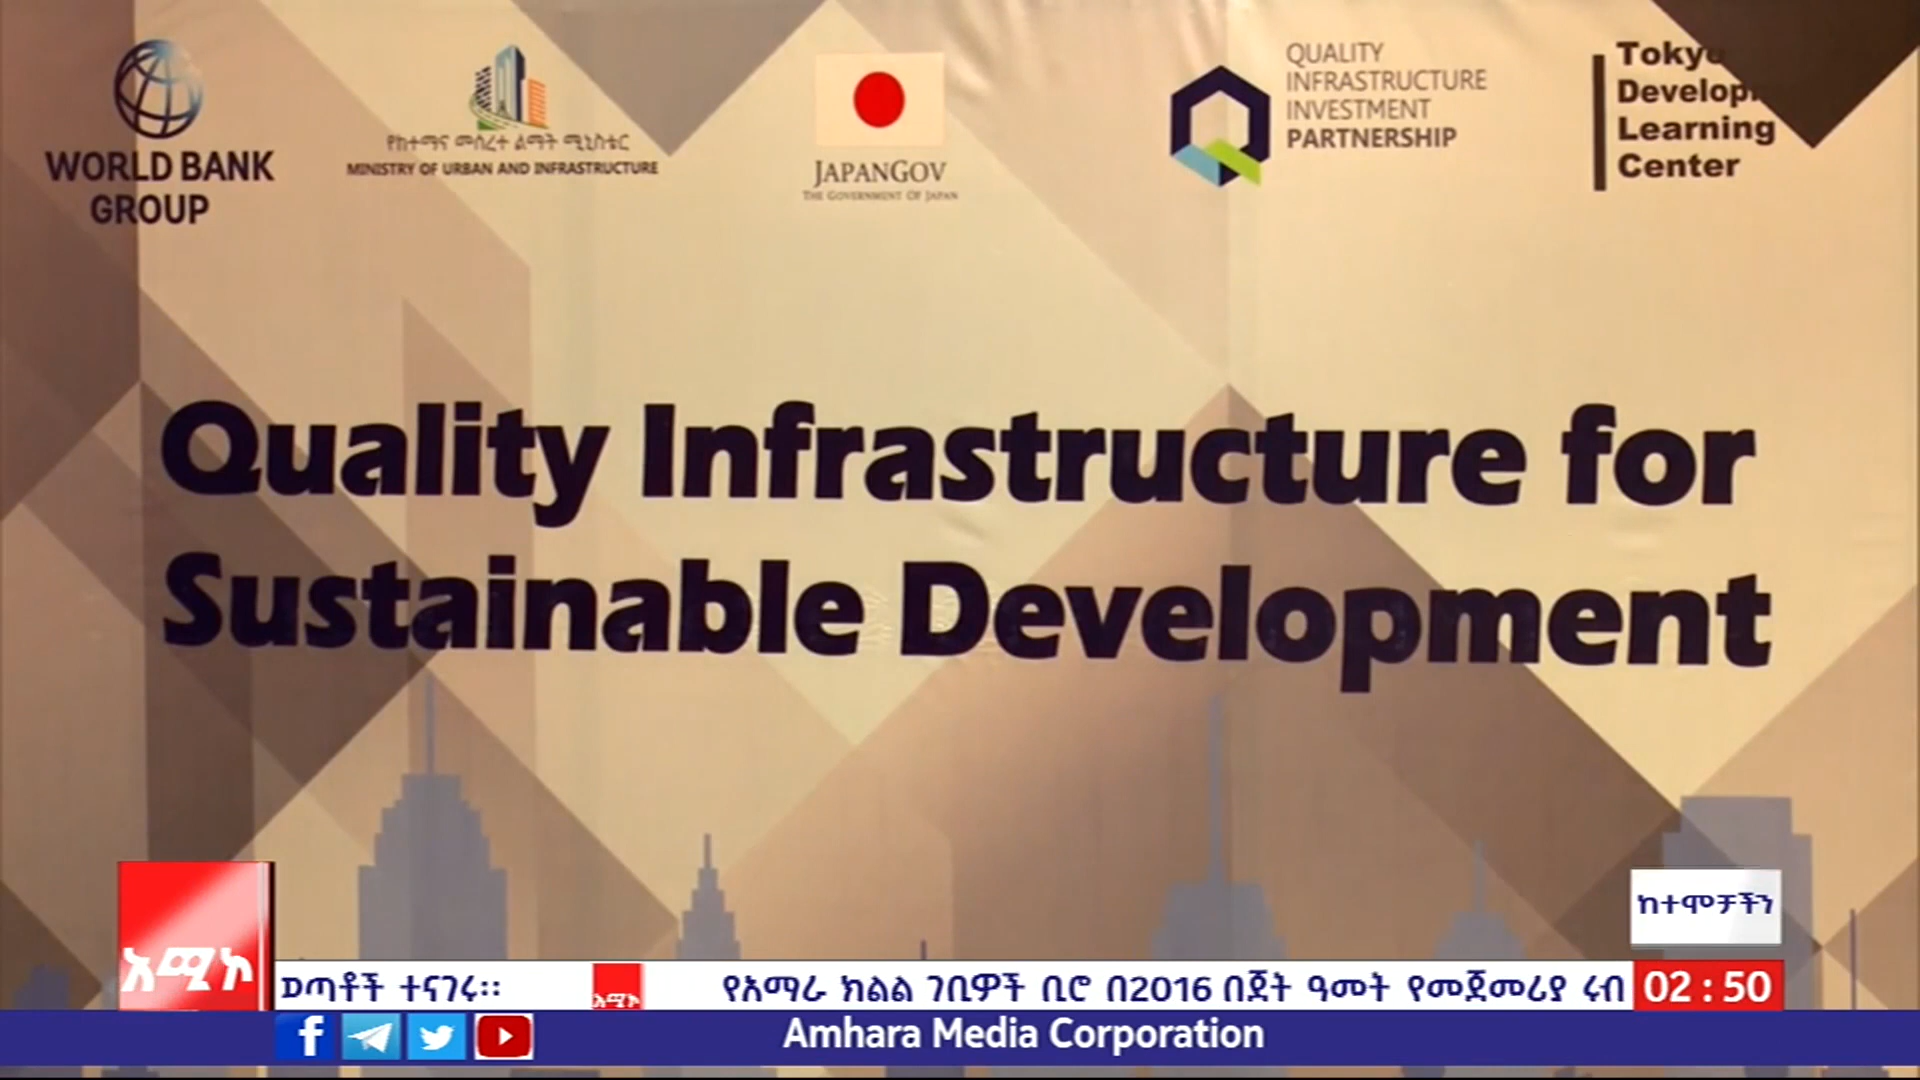 WORLD BANK
GROUP
የከተማና መሰረተ ልማት ሚኒስቴር
MINISTRY OF URBAN AND INFRASTRUCTURE
JAPANGOV
THE GOVERNMENT OF JAPAN
QUALITY
INFRASTRUCTURE
INVESTMENT
PARTNERSHIP
Tokyo
Learning
Center
Quality Infrastructure for
Sustainable Development
ከተሞቻችን
አሚኮ
ተናገሩ። አሚኮ የአማራ ክልል ገቢዎች ቢሮ በ2016 በጀት ዓመት የመጀመሪያ ሩብ 02:50
Amhara Media Corporation